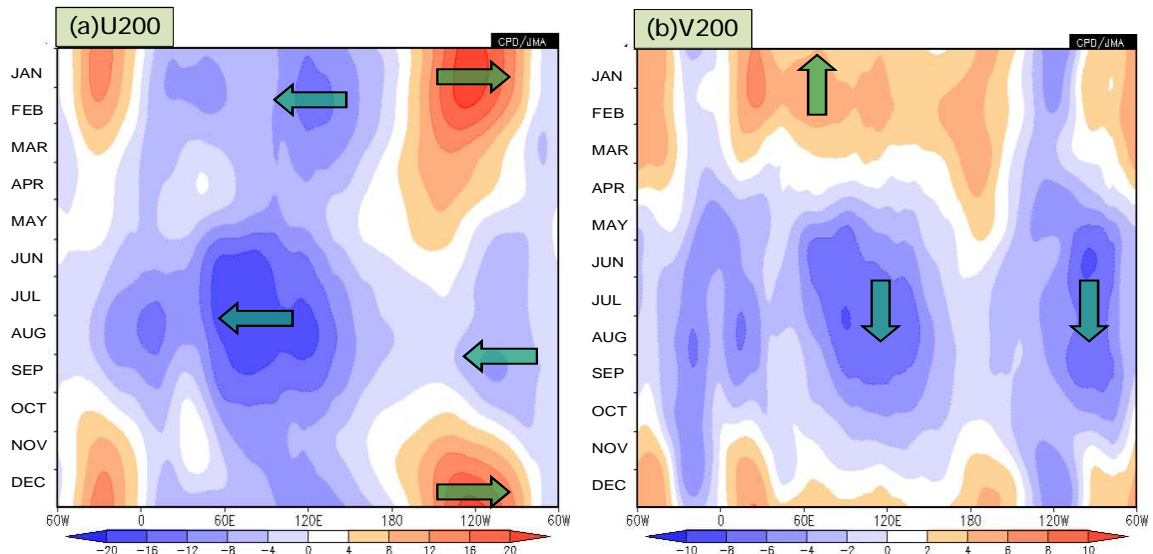 (a)U200
CPD/JMA
JAN
FEB
MAR
APR
MAY
JUN
JUL
AUG
SEP
OCT
NOV
DEC
60W 0 60E 120E 180 120W 60W
-20 -16 -12 -8 -4 0 4 8 12 16 20
(b)V200
CPD/JMA
JAN
FEB
MAR
APR
MAY
JUN
JUL
AUG
SEP
OCT
NOV
DEC
60W 0 60E 120E 180 120W 60W
-10 -8 -6 -4 -2 0 2 4 6 8 10